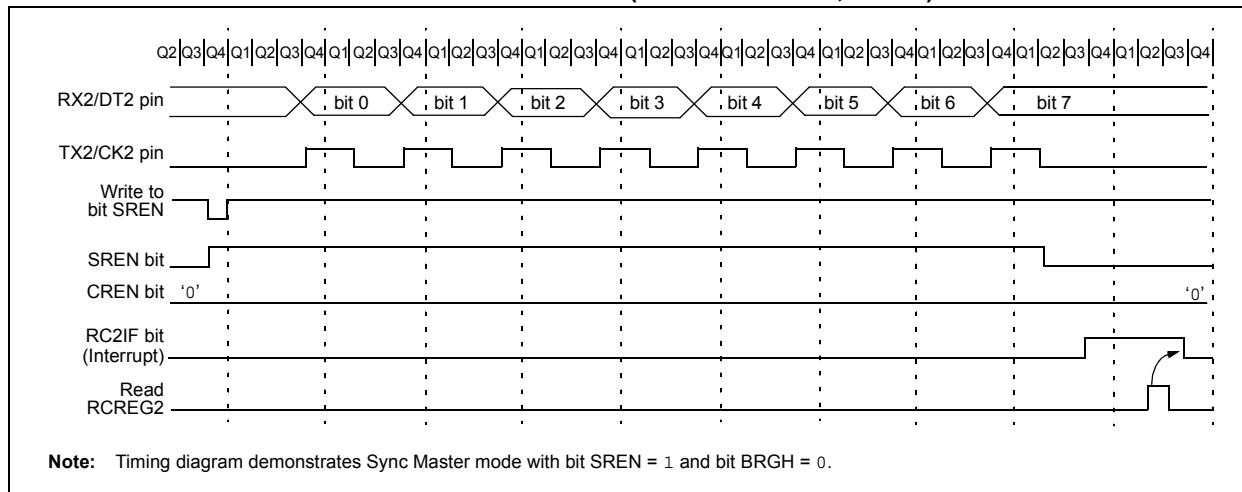 Q2 Q3 Q4 Q1 Q2 Q3 Q4 Q1 Q2 Q3 Q4 Q1 Q2 Q3 Q4 Q1 Q2 Q3 Q4 Q1 Q2 Q3 Q4 Q1 Q2 Q3 Q4 Q1 Q2 Q3 Q4 Q1 Q2 Q3 Q4 Q1 Q2 Q3 Q4 Q1 Q2 Q3 Q4
RX2/DT2 pin bit 0 bit 1 bit 2 bit 3 bit 4 bit 5 bit 6 bit 7
TX2/CK2 pin
Write to
bit SREN
SREN bit
CREN bit ‘0’ ‘0’
RC2IF bit
(Interrupt)
Read
RCREG2
Note: Timing diagram demonstrates Sync Master mode with bit SREN = 1 and bit BRGH = 0.